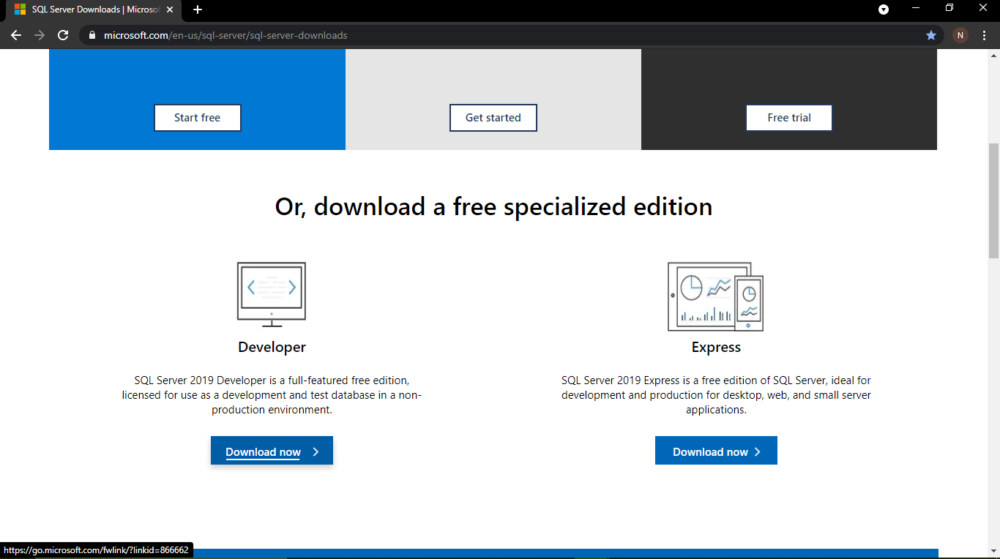 SQL Server Downloads | Microsof
microsoft.com/en-us/sql-server/sql-server-downloads
N
Start free
Get started
Free trial
Or, download a free specialized edition
Developer
SQL Server 2019 Developer is a full-featured free edition,
licensed for use as a development and test database in a non-
production environment.
Download now
Express
SQL Server 2019 Express is a free edition of SQL Server, ideal for
development and production for desktop, web, and small server
applications.
Download now
https://go.microsoft.com/fwlink/?linkid=866662